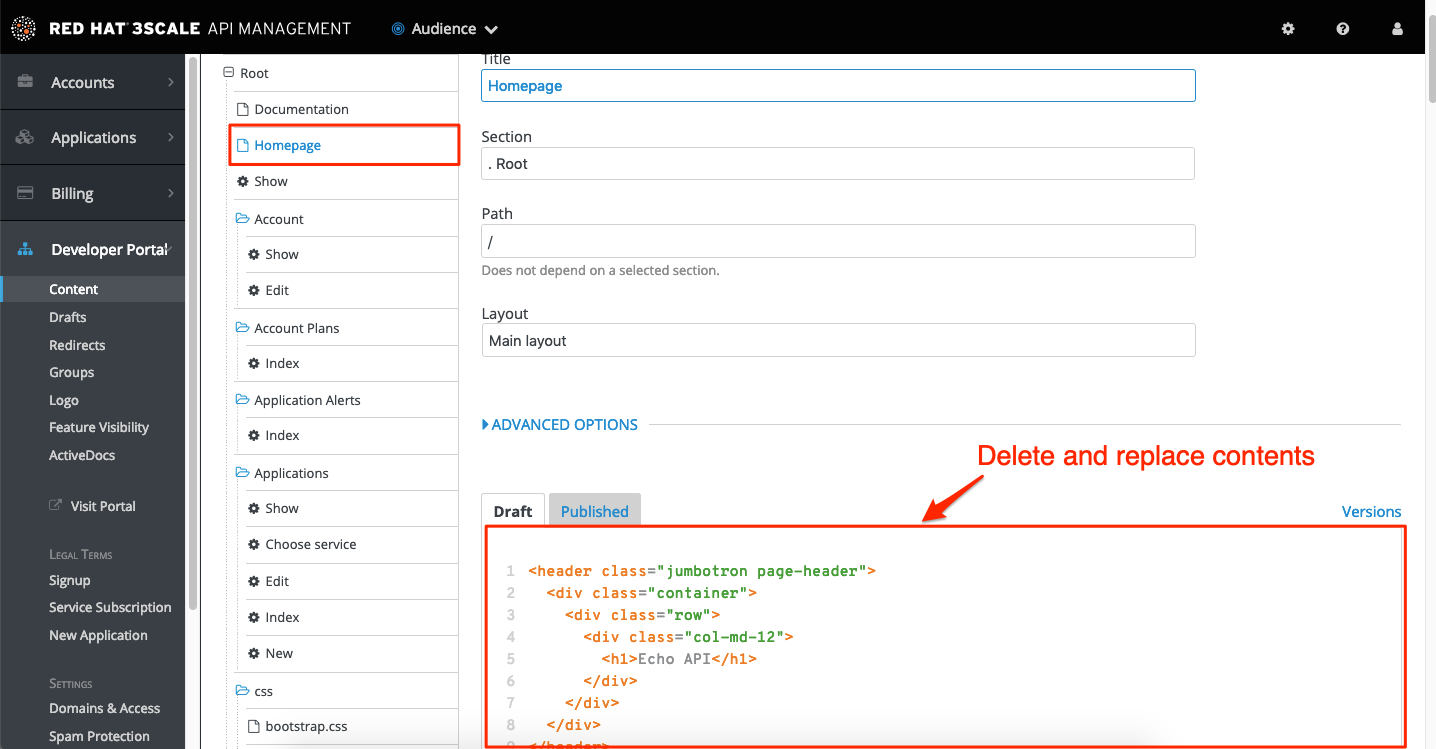 RED HAT 3SCALE API MANAGEMENT
Audience
Accounts
Applications
Billing
Developer Portal
Content
Drafts
Redirects
Groups
Logo
Feature Visibility
ActiveDocs
Visit Portal
Legal Terms
Signup
Service Subscription
New Application
Settings
Domains & Access
Spam Protection
Root
Documentation
Homepage
Show
Account
Show
Edit
Account Plans
Index
Application Alerts
Index
Applications
Show
Choose service
Edit
Index
New
css
bootstrap.css
Title
Homepage
Section
. Root
Path
/
Does not depend on a selected section.
Layout
Main layout
ADVANCED OPTIONS
Delete and replace contents
Draft
Published
Versions
1 <header class="jumbotron page-header">
2 <div class="container">
3 <div class="row">
4 <div class="col-md-12">
5 <h1>Echo API</h1>
6 </div>
7 </div>
8 </div>
9 </header>